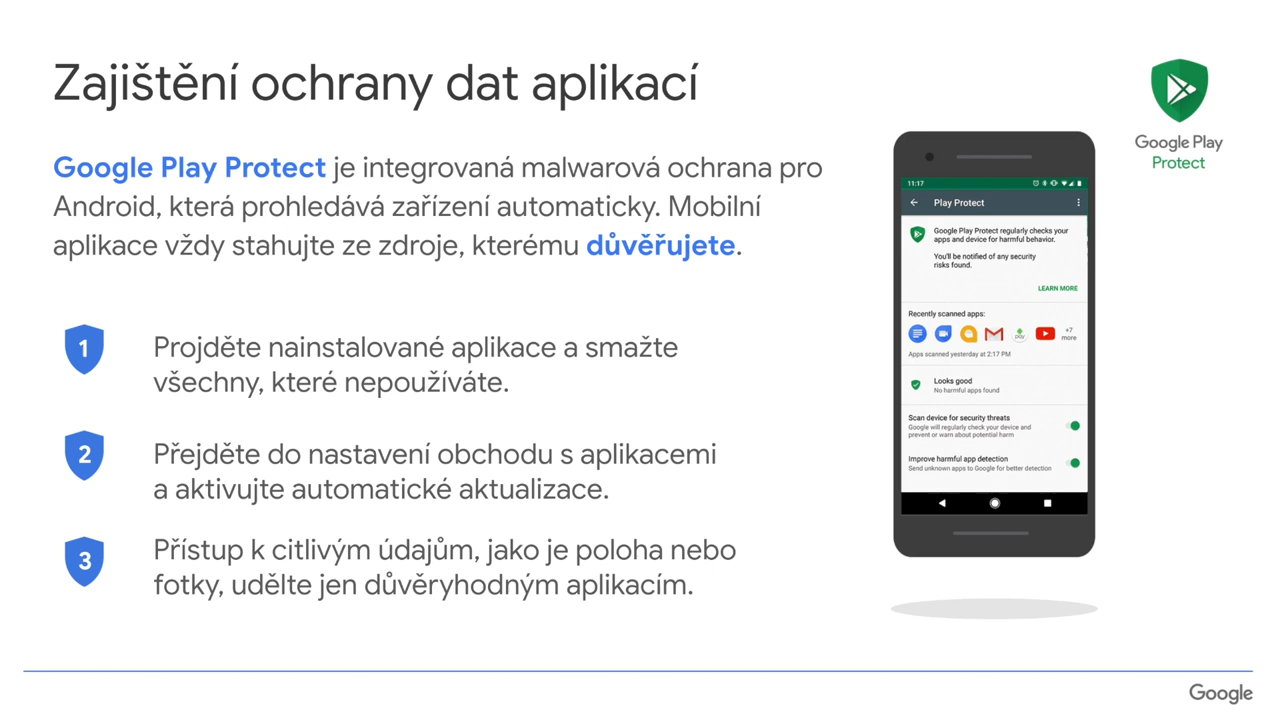 Zajištění ochrany dat aplikací
Google Play Protect je integrovaná malwarová ochrana pro
Android, která prohledává zařízení automaticky. Mobilní
aplikace vždy stahujte ze zdroje, kterému důvěřujete.
1
Projděte nainstalované aplikace a smažte
všechny, které nepoužíváte.
2
Přejděte do nastavení obchodu s aplikacemi
a aktivujte automatické aktualizace.
3
Přístup k citlivým údajům, jako je poloha nebo
fotky, udělte jen důvěryhodným aplikacím.
Google Play
Protect
11:17
Play Protect
Google Play Protect regularly checks your
apps and device for harmful behavior.
You'll be notified of any security
risks found.
LEARN MORE
Recently scanned apps:
pay
+7
more
Apps scanned yesterday at 2:17 PM
Looks good
No harmful apps found
Scan device for security threats
Google will regularly check your device and
prevent or warn about potential harm
Improve harmful app detection
Send unknown apps to Google for better detection
Google